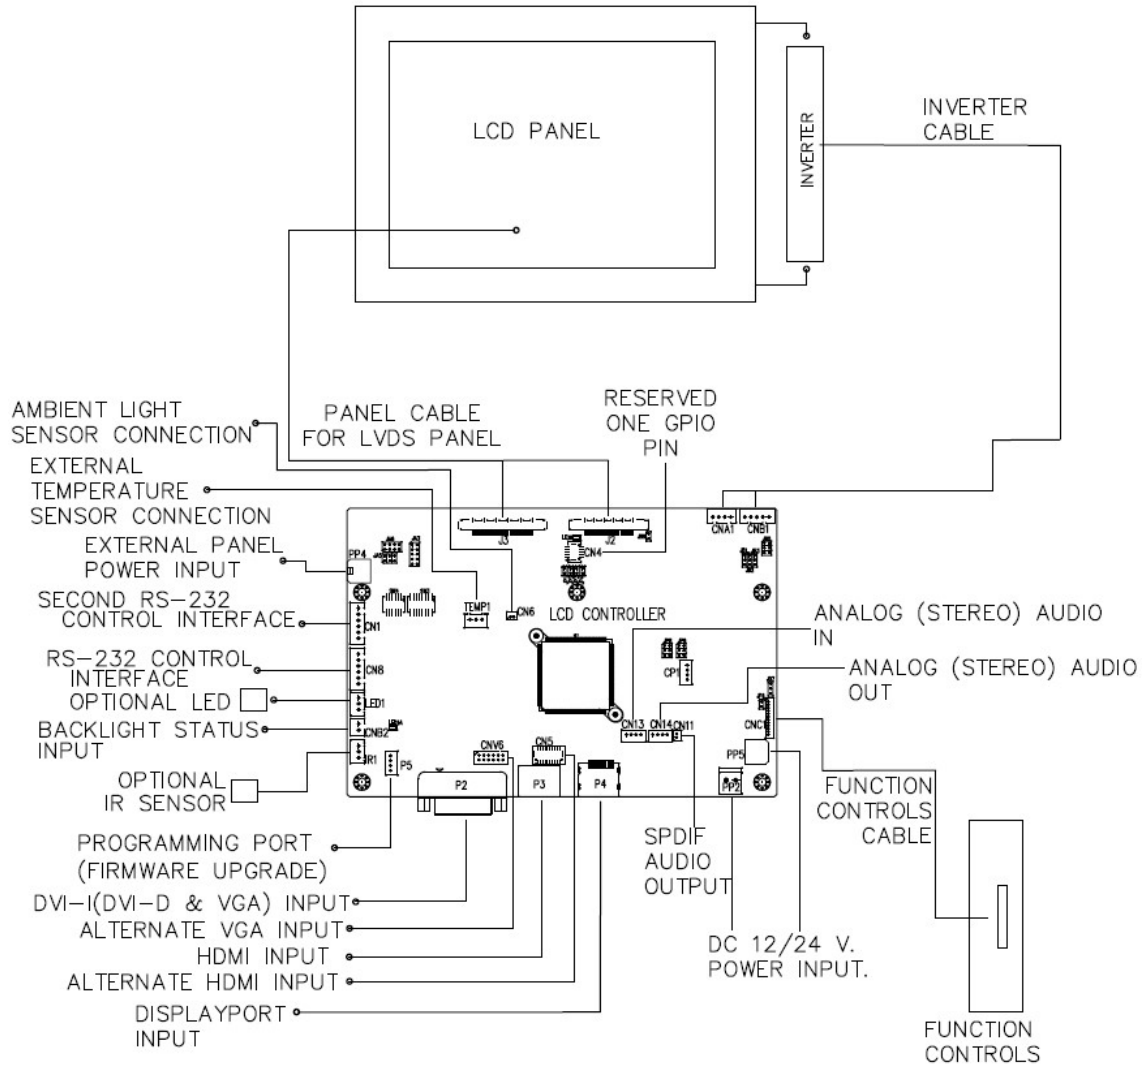 LCD PANEL
INVERTER
INVERTER
CABLE
AMBIENT LIGHT
SENSOR CONNECTION
PANEL CABLE
FOR LVDS PANEL
RESERVED
ONE GPIO
PIN
EXTERNAL
TEMPERATURE
SENSOR CONNECTION
EXTERNAL PANEL
POWER INPUT
SECOND RS-232
CONTROL INTERFACE
RS-232 CONTROL
INTERFACE
OPTIONAL LED
BACKLIGHT STATUS
INPUT
OPTIONAL
IR SENSOR
PROGRAMMING PORT
(FIRMWARE UPGRADE)
DVI-I(DVI-D & VGA) INPUT
ALTERNATE VGA INPUT
HDMI INPUT
ALTERNATE HDMI INPUT
DISPLAYPORT
INPUT
J3
J2
CNA1
CNB1
PP4
CN4
TEMP1
CN6
LCD CONTROLLER
CN1
CN8
LED1
CNB2
IR1
P5
CP1
CN13
CN14
CN11
CNC1
CNV6
CN5
PP5
PP2
P2
P3
P4
ANALOG (STEREO) AUDIO
IN
ANALOG (STEREO) AUDIO
OUT
FUNCTION
CONTROLS
CABLE
SPDIF
AUDIO
OUTPUT
DC 12/24 V.
POWER INPUT.
FUNCTION
CONTROLS